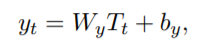 y_t = W_y T_t + b_y,